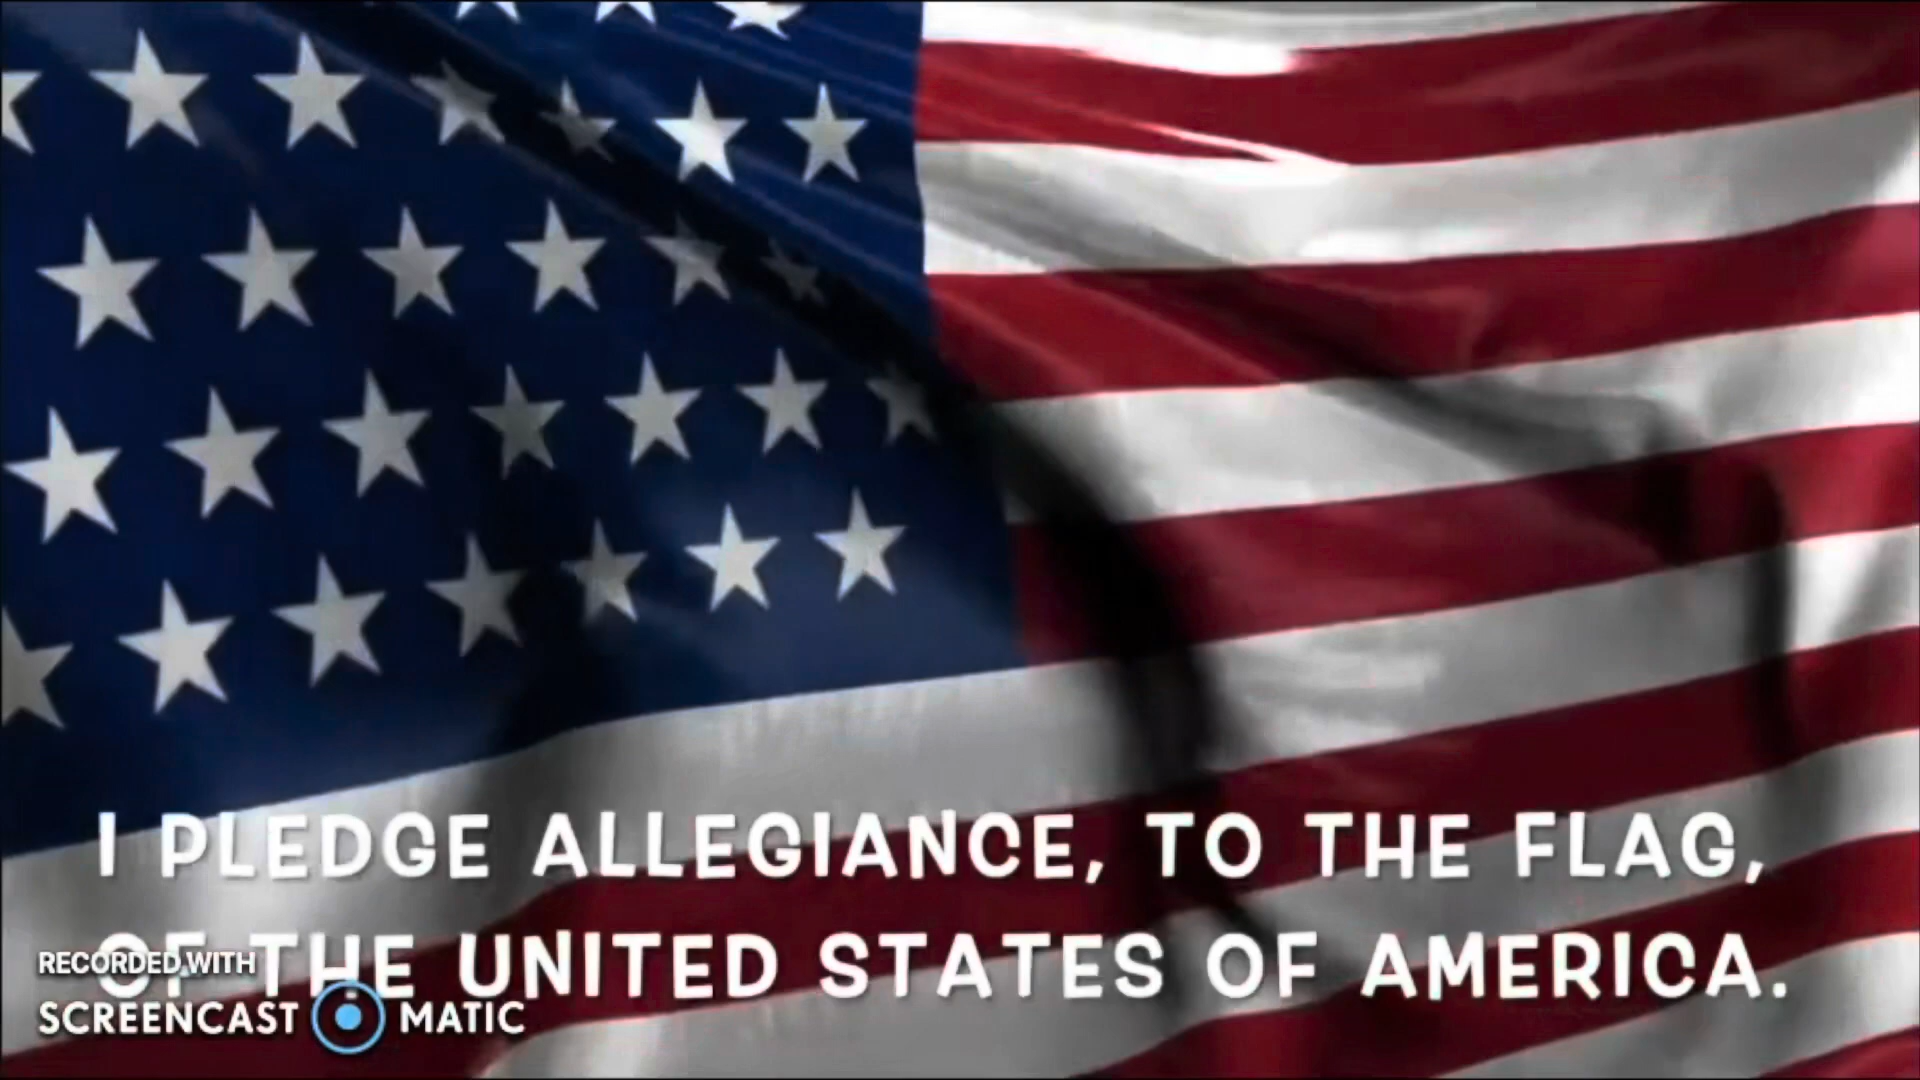 I PLEDGE ALLEGIANCE, TO THE FLAG,
OF THE UNITED STATES OF AMERICA.
RECORDED WITH
SCREENCAST MATIC